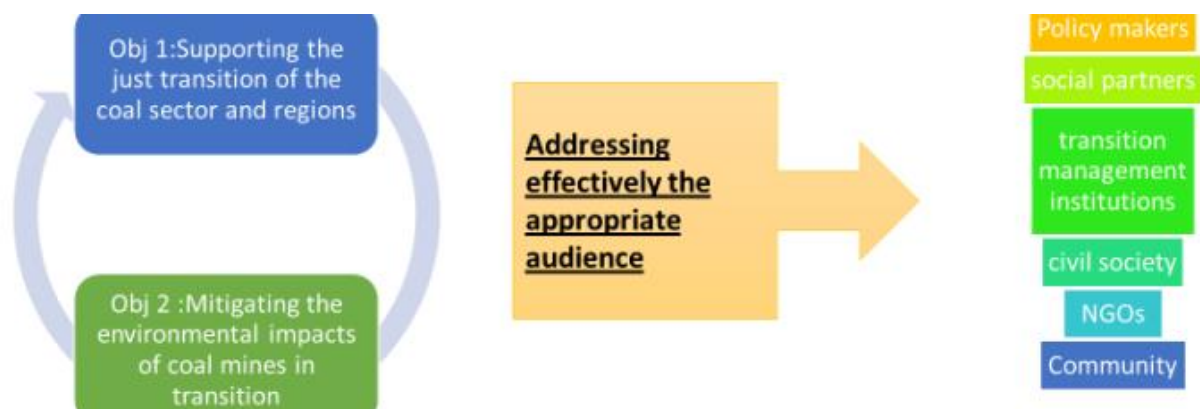 Obj 1:Supporting the
just transition of the
coal sector and regions
Obj 2 :Mitigating the
environmental impacts
of coal mines in
transition
Addressing
effectively the
appropriate
audience
Policy makers
social partners
transition
management
institutions
civil society
NGOs
Community